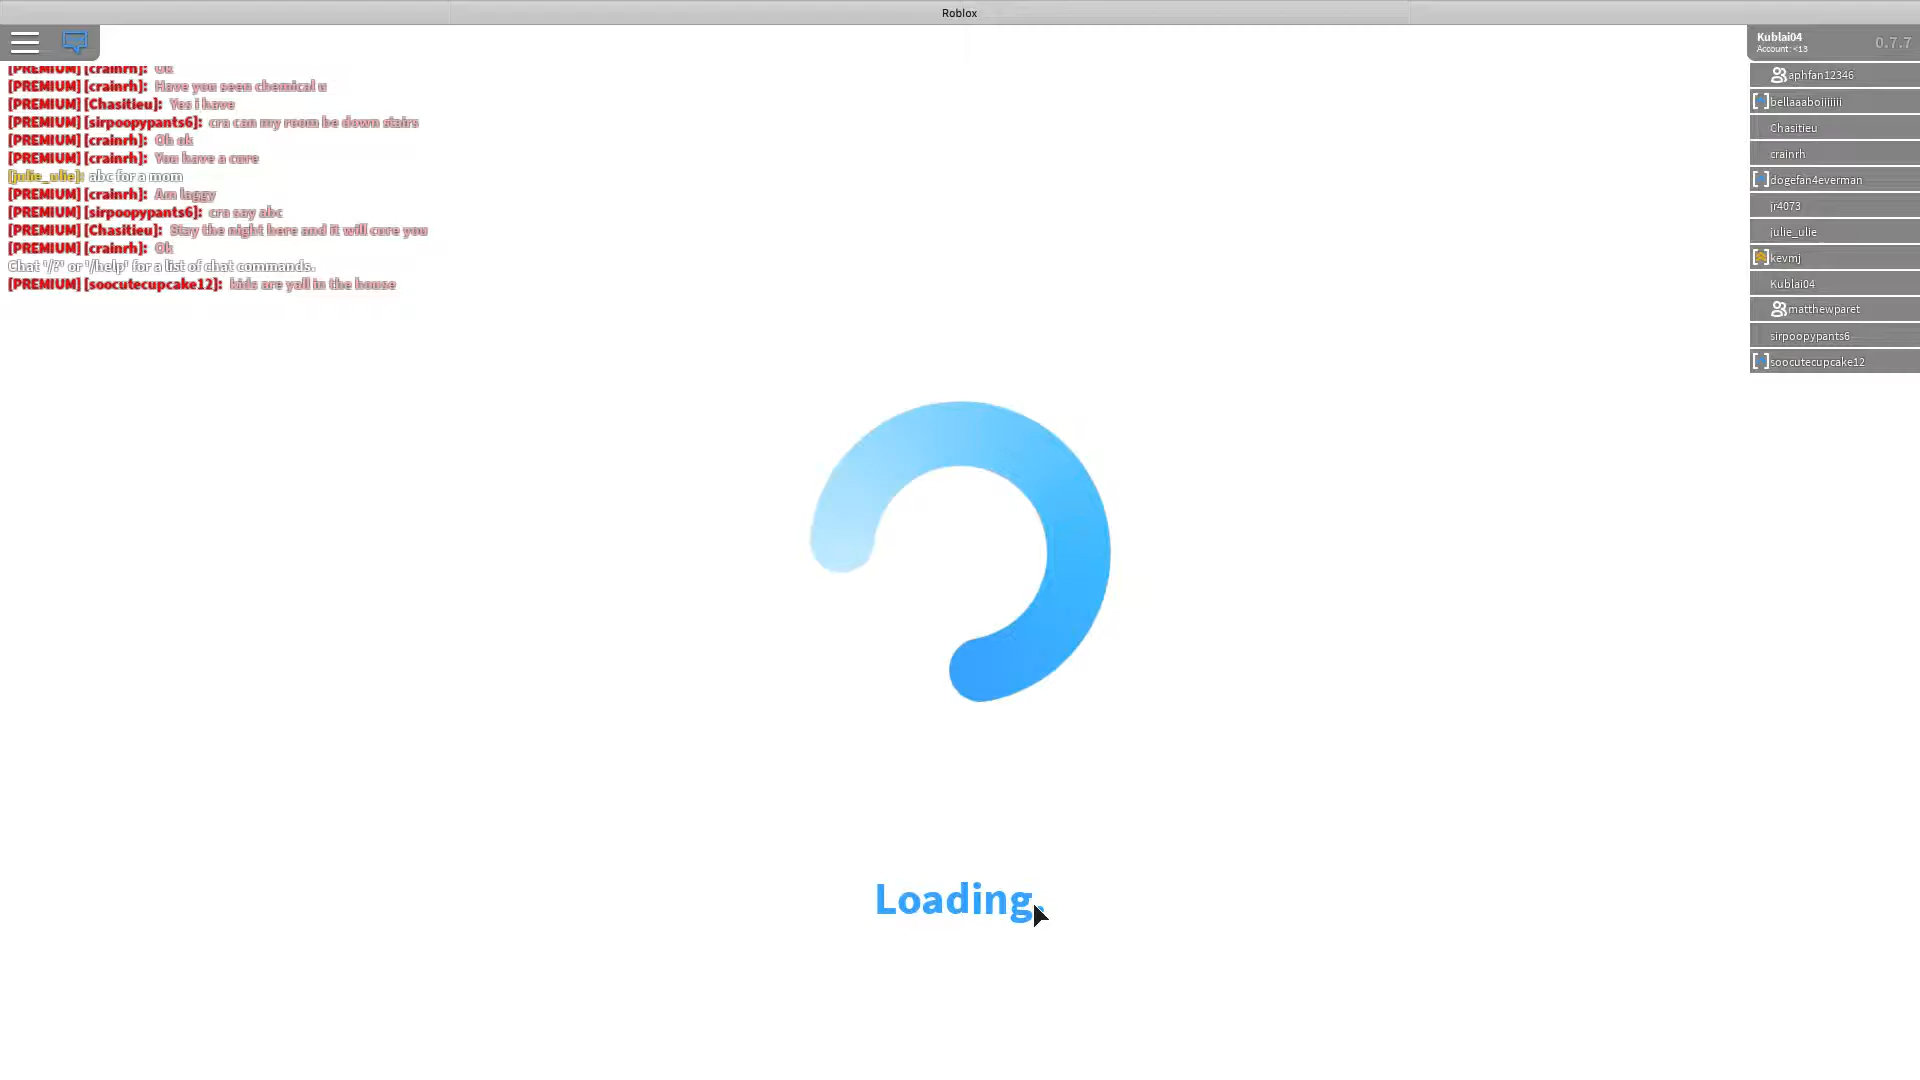 Roblox
Kublai04
Account: <13
0.7.7
[PREMIUM] [crainrh]: Ok
[PREMIUM] [crainrh]: Have you seen chemical u
[PREMIUM] [Chasitieu]: Yes i have
[PREMIUM] [sirpoopypants6]: cra can my room be down stairs
[PREMIUM] [crainrh]: Oh ok
[PREMIUM] [crainrh]: You have a cure
[julie_ulie]: abc for a mom
[PREMIUM] [crainrh]: Am laggy
[PREMIUM] [sirpoopypants6]: cra say abc
[PREMIUM] [Chasitieu]: Stay the night here and it will cure you
[PREMIUM] [crainrh]: Ok
Chat '/?' or '/help' for a list of chat commands.
[PREMIUM] [soocutecupcake12]: kids are yall in the house
aphfan12346
bellaaaboiiiiiii
Chasitieu
crainrh
dogefan4everman
jr4073
julie_ulie
kevmj
Kublai04
matthewparet
sirpoopypants6
soocutecupcake12
Loading.